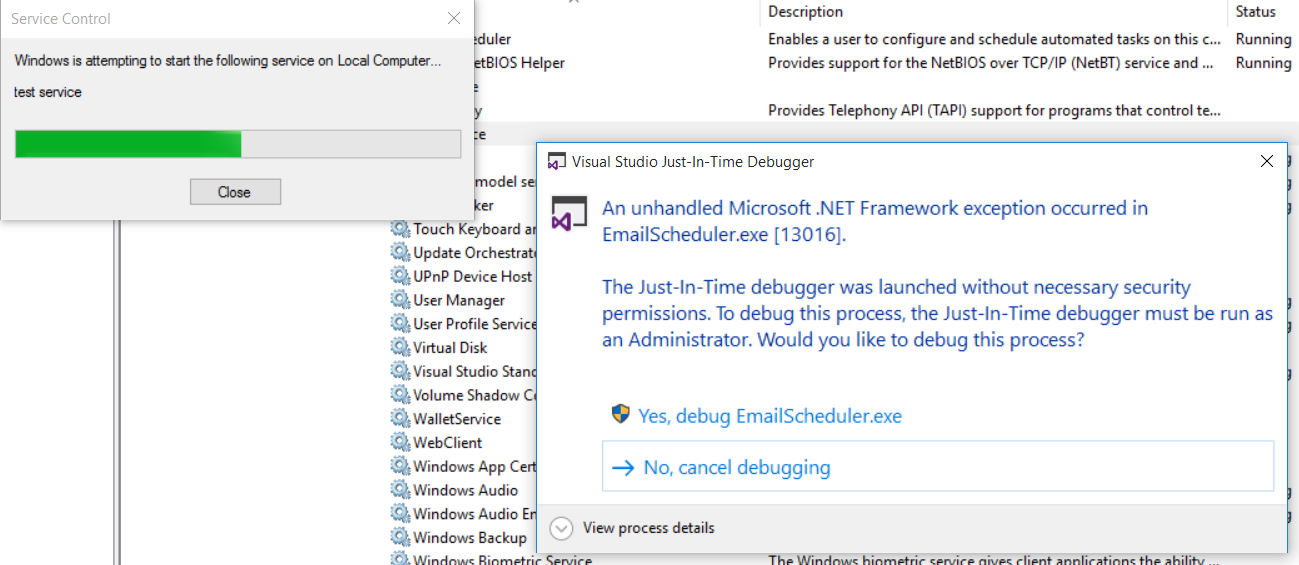 Service Control
Windows is attempting to start the following service on Local Computer...
test service
Close
Description
Status
eduler
Enables a user to configure and schedule automated tasks on this c...
Running
etBIOS Helper
Provides support for the NetBIOS over TCP/IP (NetBT) service and ...
Running
e
y
Provides Telephony API (TAPI) support for programs that control te...
ce
model ser
ker
Touch Keyboard an
Update Orchestrato
UPnP Device Host
User Manager
User Profile Service
Virtual Disk
Visual Studio Stand
Volume Shadow Co
WalletService
WebClient
Windows App Cert
Windows Audio
Windows Audio En
Windows Backup
Windows Biometric Service
The Windows biometric service gives client applications the ability ...
Visual Studio Just-In-Time Debugger
An unhandled Microsoft .NET Framework exception occurred in
EmailScheduler.exe [13016].
The Just-In-Time debugger was launched without necessary security
permissions. To debug this process, the Just-In-Time debugger must be run as
an Administrator. Would you like to debug this process?
Yes, debug EmailScheduler.exe
No, cancel debugging
View process details